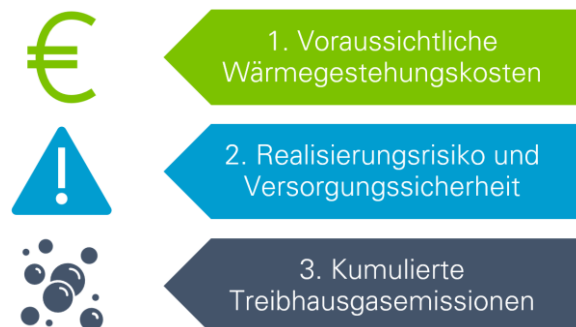 1. Voraussichtliche
Wärmegestehungskosten
2. Realisierungsrisiko und
Versorgungssicherheit
3. Kumulierte
Treibhausgasemissionen